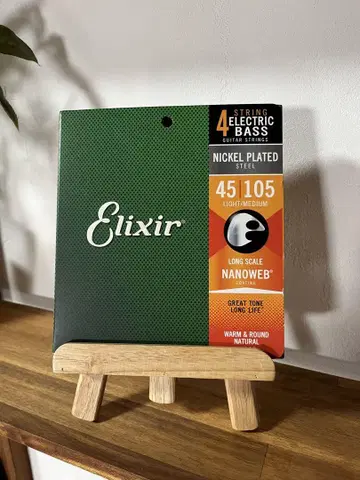 Elixir®
4 STRING
ELECTRIC
BASS
GUITAR STRINGS
NICKEL PLATED
STEEL
45|105
LIGHT/MEDIUM
LONG SCALE
NANOWEB®
COATING
GREAT TONE
LONG LIFE®
WARM & ROUND
NATURAL